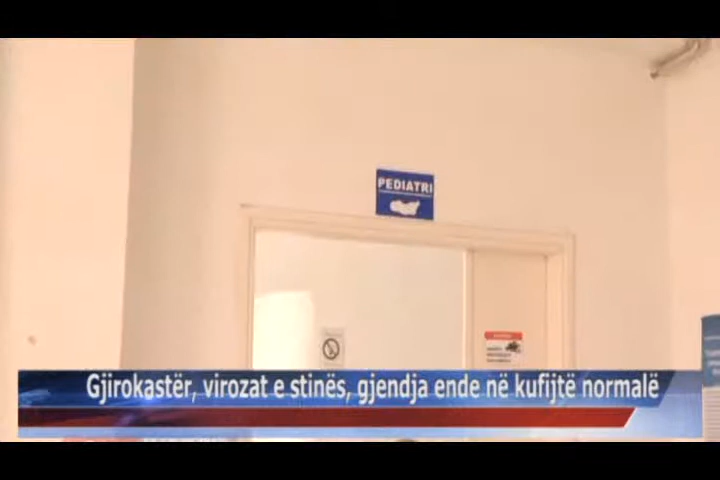 PEDIATRI
Gjirokastër, virozat e stinës, gjendja ende në kufijtë normalë